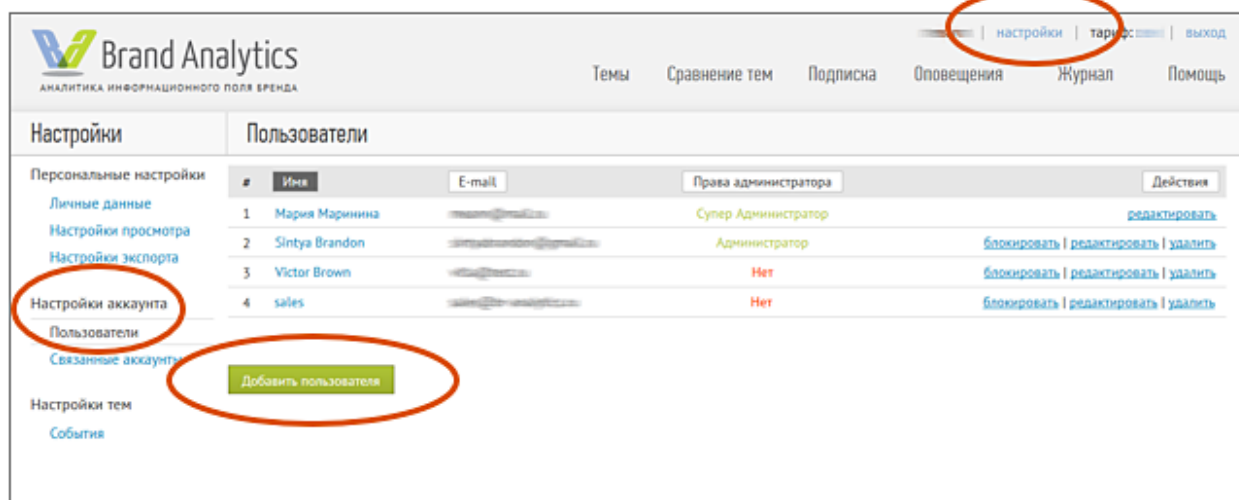 настройки | тариф: | выход
Brand Analytics
АНАЛИТИКА ИНФОРМАЦИОННОГО ПОЛЯ БРЕНДА
Темы Сравнение тем Подписка Оповещения Журнал Помощь
Настройки
Пользователи
Персональные настройки
Личные данные
Настройки просмотра
Настройки экспорта
Настройки аккаунта
Пользователи
Связанные аккаунты
Настройки тем
События
# Имя E-mail Права администратора Действия
1 Мария Маринина Супер Администратор редактировать
2 Sintya Brandon Администратор блокировать | редактировать | удалить
3 Victor Brown Нет блокировать | редактировать | удалить
4 sales Нет блокировать | редактировать | удалить
Добавить пользователя